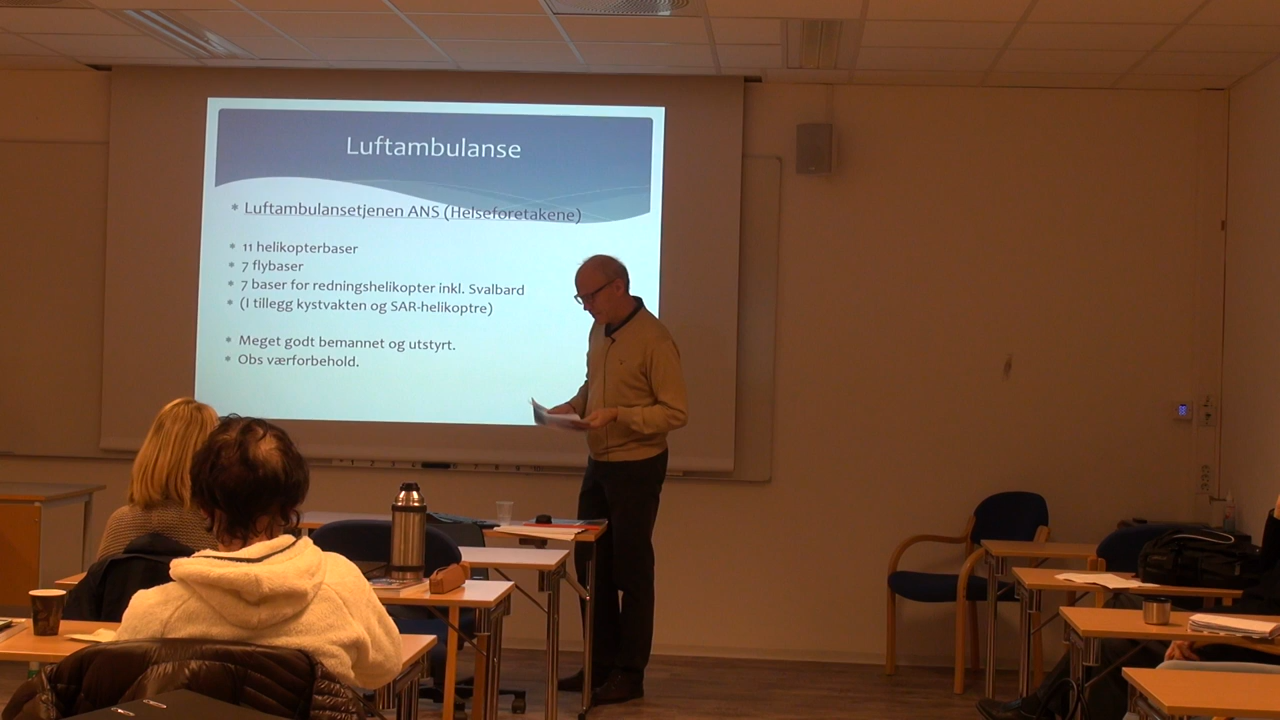 Luftambulanse
* Luftambulansetjenen ANS (Helseforetakene)
* 11 helikopterbaser
* 7 flybaser
* 7 baser for redningshelikopter inkl. Svalbard
* (I tillegg kystvakten og SAR-helikoptre)
* Meget godt bemannet og utstyrt.
* Obs værforbehold.